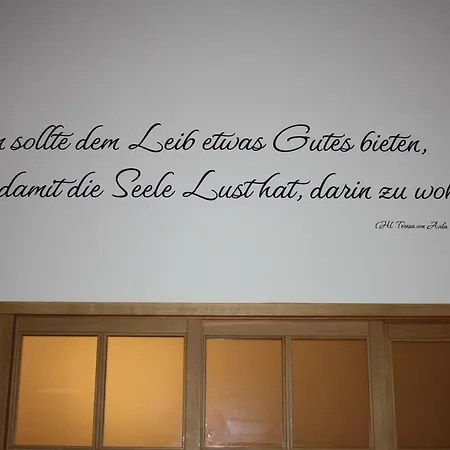 n sollte dem Leib etwas Gutes bieten,
damit die Seele Lust hat, darin zu woh
(Hl. Teresa von Avila